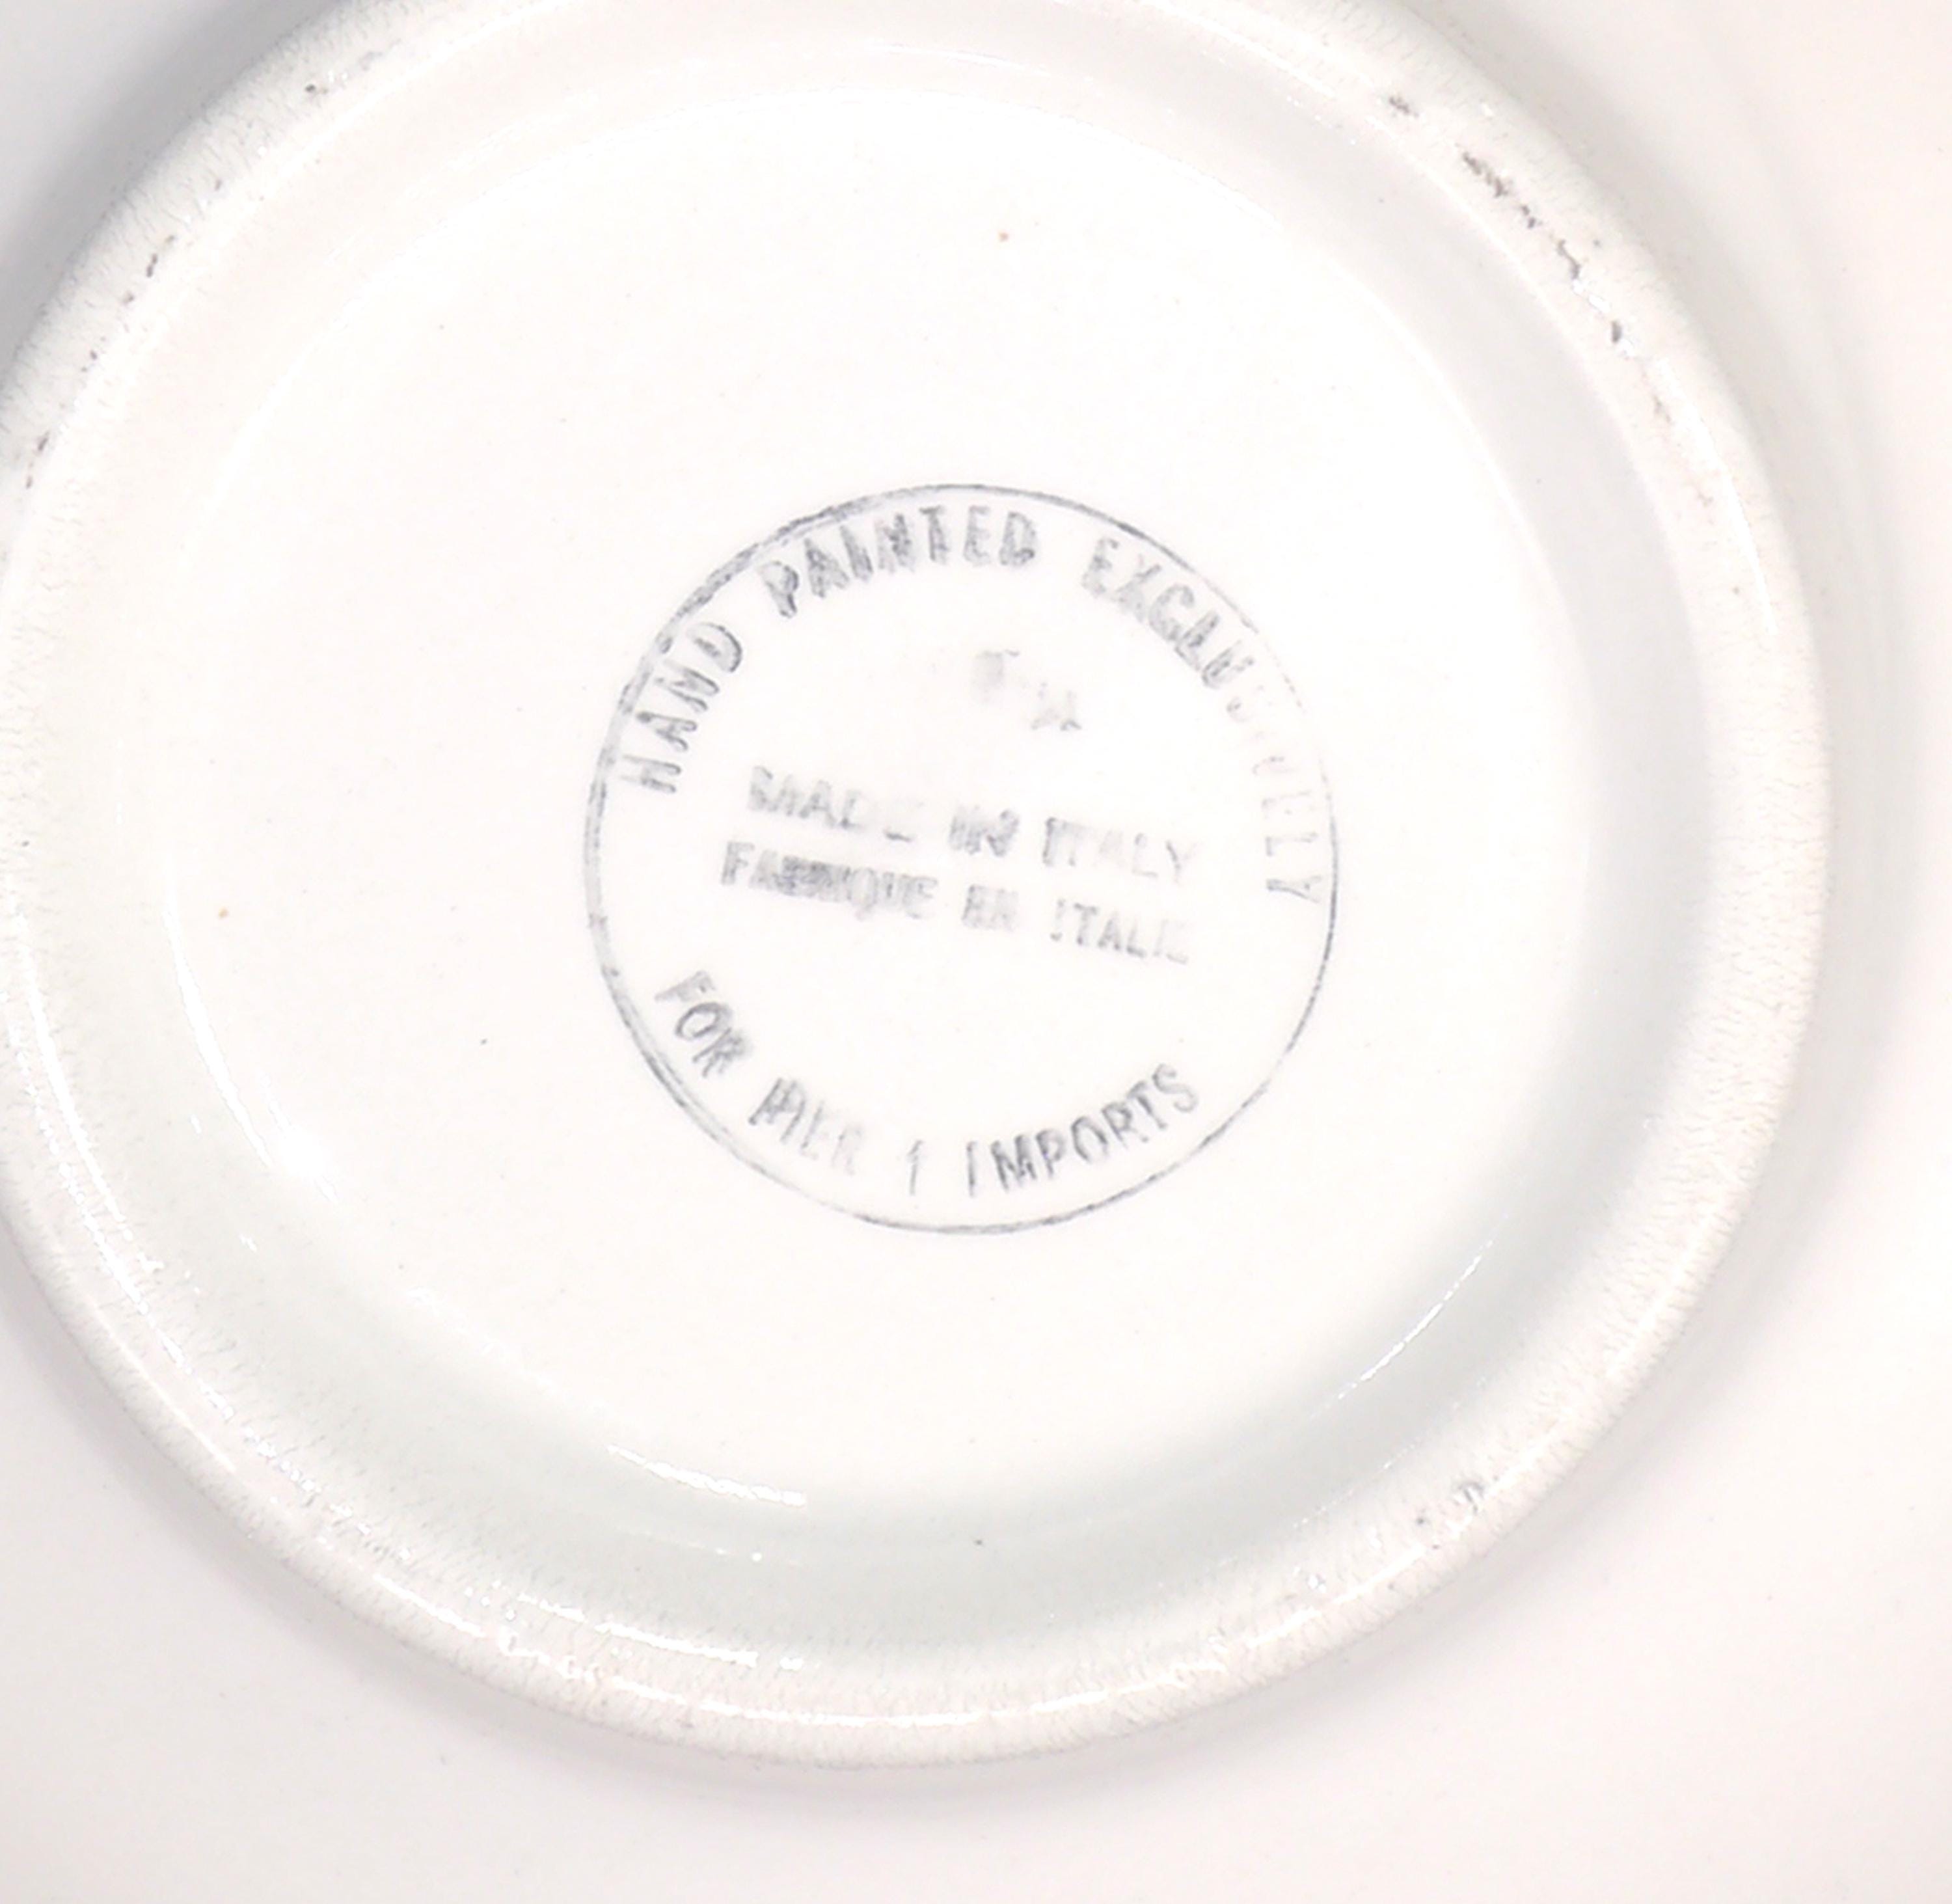 HAND PAINTED EXCLUSIVELY
MADE IN ITALY
FABRIQUE EN ITALIE
FOR PIER 1 IMPORTS